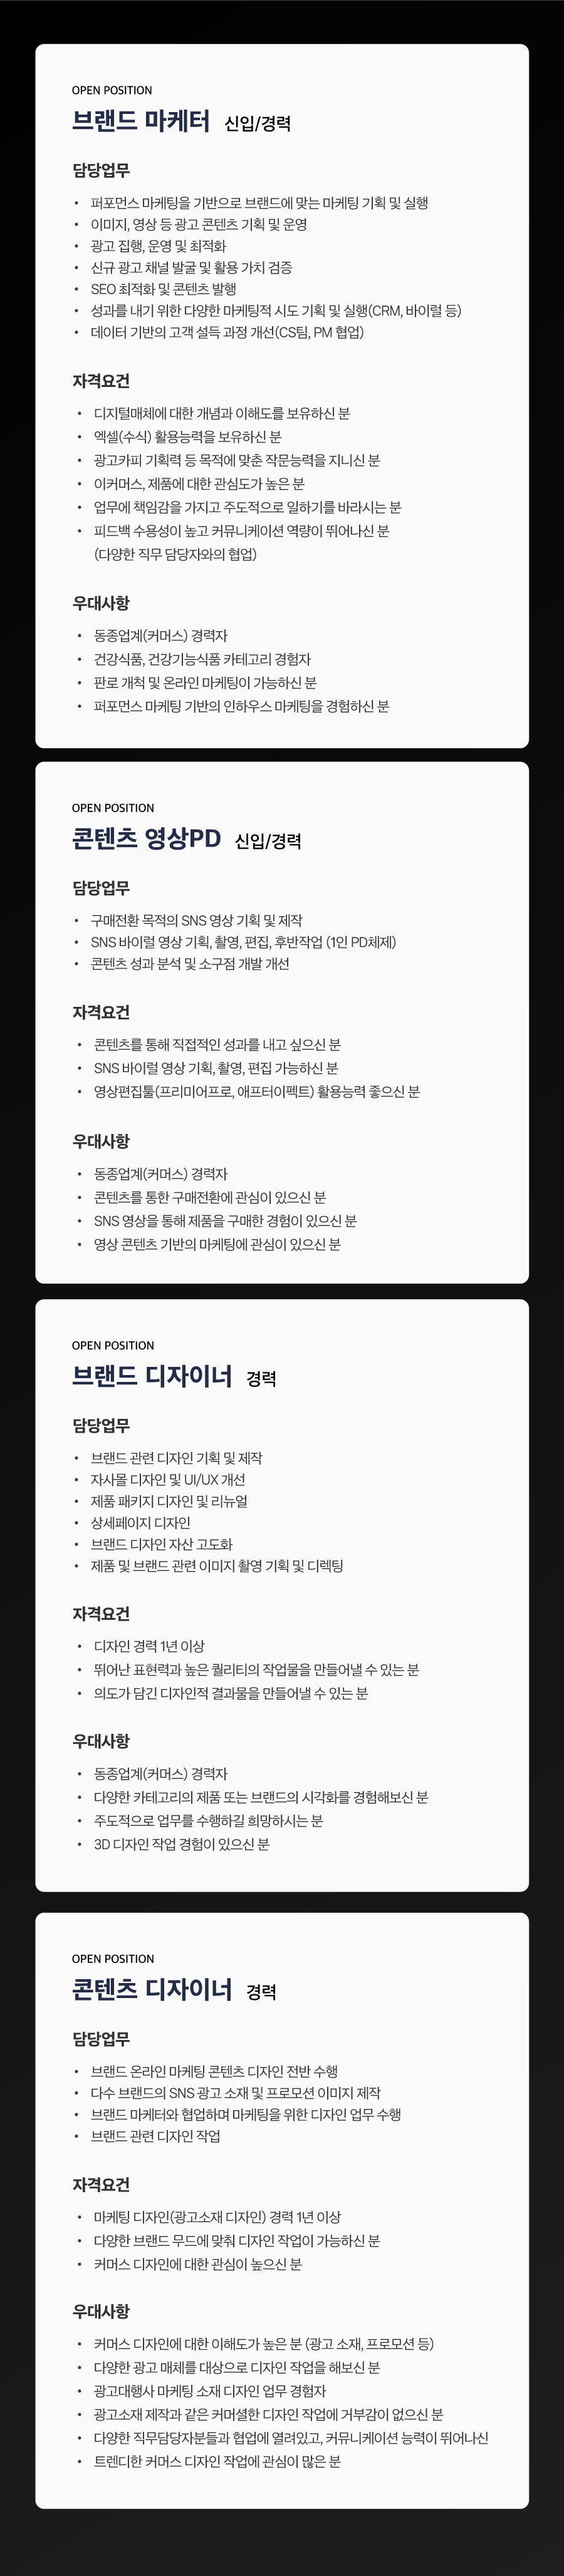 OPEN POSITION
브랜드 마케터 신입/경력
담당업무
• 퍼포먼스 마케팅을 기반으로 브랜드에 맞는 마케팅 기획 및 실행
• 이미지, 영상 등 광고 콘텐츠 기획 및 운영
• 광고 집행, 운영 및 최적화
• 신규 광고 채널 발굴 및 활용 가치 검증
• SEO 최적화 및 콘텐츠 발행
• 성과를 내기 위한 다양한 마케팅적 시도 기획 및 실행(CRM, 바이럴 등)
• 데이터 기반의 고객 설득 과정 개선(CS팀, PM 협업)
자격요건
• 디지털매체에 대한 개념과 이해도를 보유하신 분
• 엑셀(수식) 활용능력을 보유하신 분
• 광고카피 기획력 등 목적에 맞춘 작문능력을 지니신 분
• 이커머스, 제품에 대한 관심도가 높은 분
• 업무에 책임감을 가지고 주도적으로 일하기를 바라시는 분
• 피드백 수용성이 높고 커뮤니케이션 역량이 뛰어나신 분
(다양한 직무 담당자와의 협업)
우대사항
• 동종업계(커머스) 경력자
• 건강식품, 건강기능식품 카테고리 경험자
• 판로 개척 및 온라인 마케팅이 가능하신 분
• 퍼포먼스 마케팅 기반의 인하우스 마케팅을 경험하신 분
OPEN POSITION
콘텐츠 영상PD 신입/경력
담당업무
• 구매전환 목적의 SNS 영상 기획 및 제작
• SNS 바이럴 영상 기획, 촬영, 편집, 후반작업 (1인 PD체제)
• 콘텐츠 성과 분석 및 소구점 개발 개선
자격요건
• 콘텐츠를 통해 직접적인 성과를 내고 싶으신 분
• SNS 바이럴 영상 기획, 촬영, 편집 가능하신 분
• 영상편집툴(프리미어프로, 애프터이펙트) 활용능력 좋으신 분
우대사항
• 동종업계(커머스) 경력자
• 콘텐츠를 통한 구매전환에 관심이 있으신 분
• SNS 영상을 통해 제품을 구매한 경험이 있으신 분
• 영상 콘텐츠 기반의 마케팅에 관심이 있으신 분
OPEN POSITION
브랜드 디자이너 경력
담당업무
• 브랜드 관련 디자인 기획 및 제작
• 자사몰 디자인 및 UI/UX 개선
• 제품 패키지 디자인 및 리뉴얼
• 상세페이지 디자인
• 브랜드 디자인 자산 고도화
• 제품 및 브랜드 관련 이미지 촬영 기획 및 디렉팅
자격요건
• 디자인 경력 1년 이상
• 뛰어난 표현력과 높은 퀄리티의 작업물을 만들어낼 수 있는 분
• 의도가 담긴 디자인적 결과물을 만들어낼 수 있는 분
우대사항
• 동종업계(커머스) 경력자
• 다양한 카테고리의 제품 또는 브랜드의 시각화를 경험해보신 분
• 주도적으로 업무를 수행하길 희망하시는 분
• 3D 디자인 작업 경험이 있으신 분
OPEN POSITION
콘텐츠 디자이너 경력
담당업무
• 브랜드 온라인 마케팅 콘텐츠 디자인 전반 수행
• 다수 브랜드의 SNS 광고 소재 및 프로모션 이미지 제작
• 브랜드 마케터와 협업하며 마케팅을 위한 디자인 업무 수행
• 브랜드 관련 디자인 작업
자격요건
• 마케팅 디자인(광고소재 디자인) 경력 1년 이상
• 다양한 브랜드 무드에 맞춰 디자인 작업이 가능하신 분
• 커머스 디자인에 대한 관심이 높으신 분
우대사항
• 커머스 디자인에 대한 이해도가 높은 분 (광고 소재, 프로모션 등)
• 다양한 광고 매체를 대상으로 디자인 작업을 해보신 분
• 광고대행사 마케팅 소재 디자인 업무 경험자
• 광고소재 제작과 같은 커머셜한 디자인 작업에 거부감이 없으신 분
• 다양한 직무담당자분들과 협업에 열려있고, 커뮤니케이션 능력이 뛰어나신
• 트렌디한 커머스 디자인 작업에 관심이 많은 분